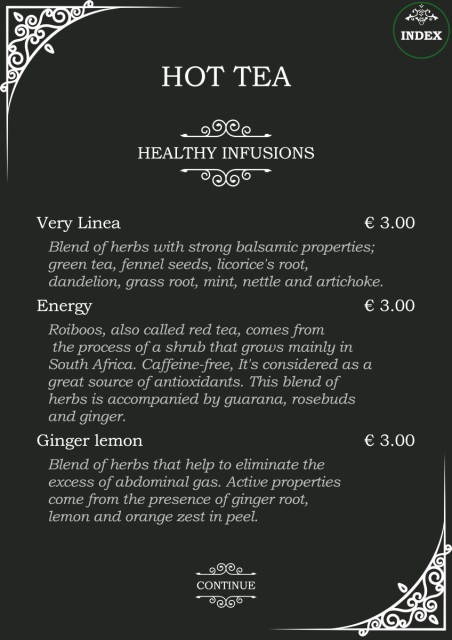 INDEX
HOT TEA
HEALTHY INFUSIONS
Very Linea € 3.00
Blend of herbs with strong balsamic properties;
green tea, fennel seeds, licorice's root,
dandelion, grass root, mint, nettle and artichoke.
Energy € 3.00
Roiboos, also called red tea, comes from
the process of a shrub that grows mainly in
South Africa. Caffeine-free, It's considered as a
great source of antioxidants. This blend of
herbs is accompanied by guarana, rosebuds
and ginger.
Ginger lemon € 3.00
Blend of herbs that help to eliminate the
excess of abdominal gas. Active properties
come from the presence of ginger root,
lemon and orange zest in peel.
CONTINUE